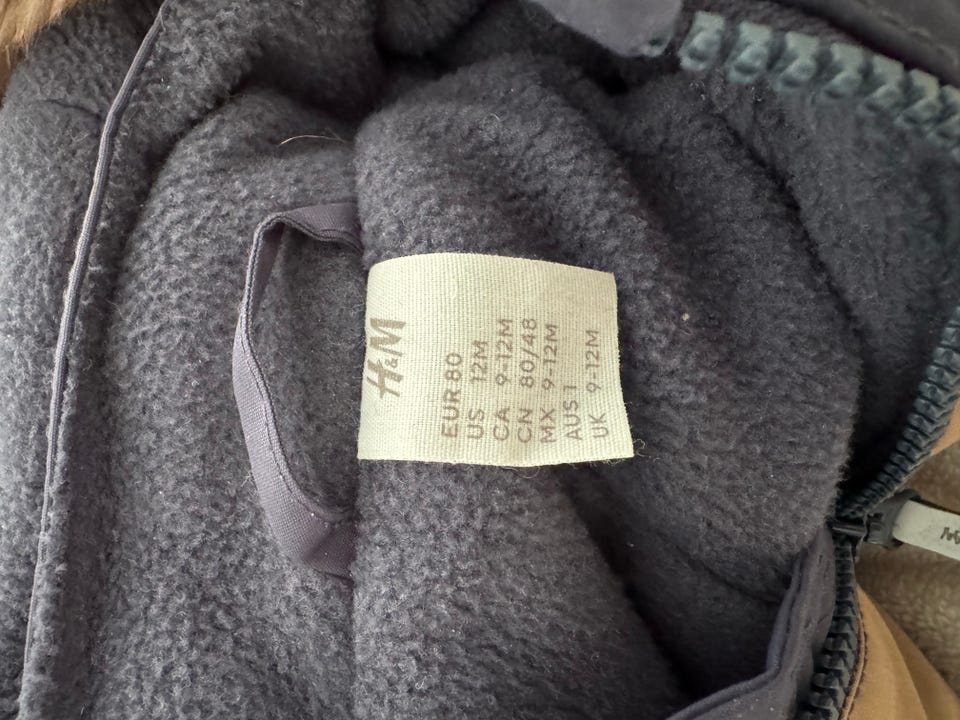 H&M
EUR 80
US 12M
CA 9-12M
CN 80/48
MX 9-12M
AUS 1
UK 9-12M